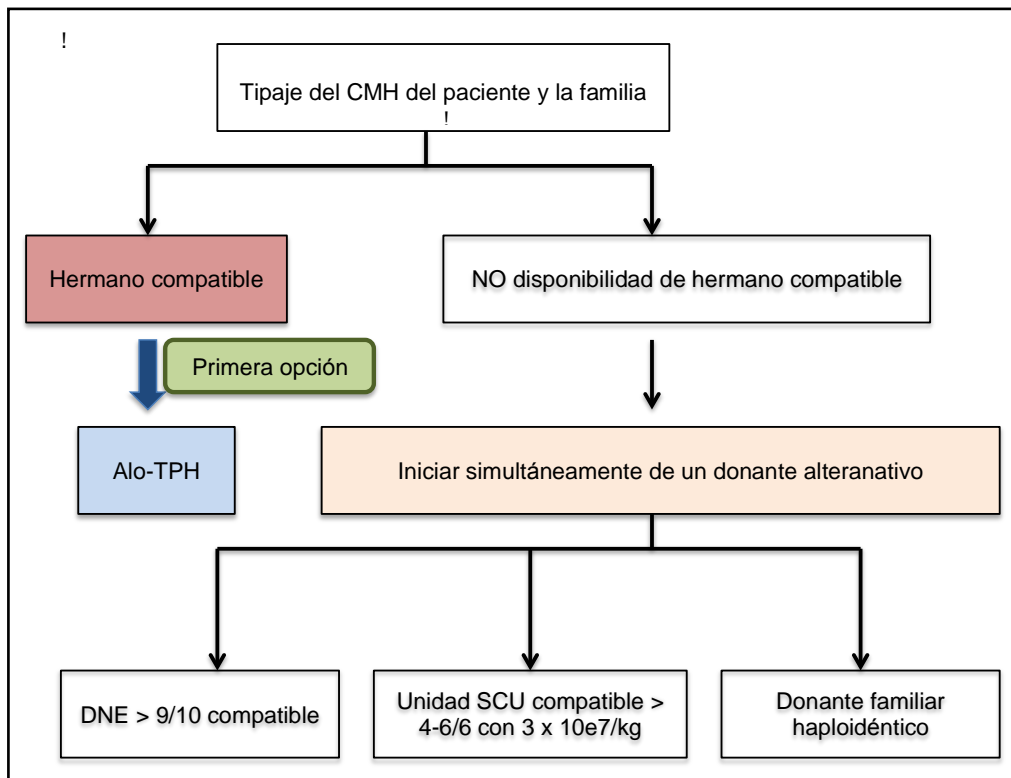 !
Tipaje del CMH del paciente y la familia
!
Hermano compatible
NO disponibilidad de hermano compatible
Primera opción
Alo-TPH
Iniciar simultáneamente de un donante alteranativo
DNE > 9/10 compatible
Unidad SCU compatible >
4-6/6 con 3 x 10e7/kg
Donante familiar
haploidéntico